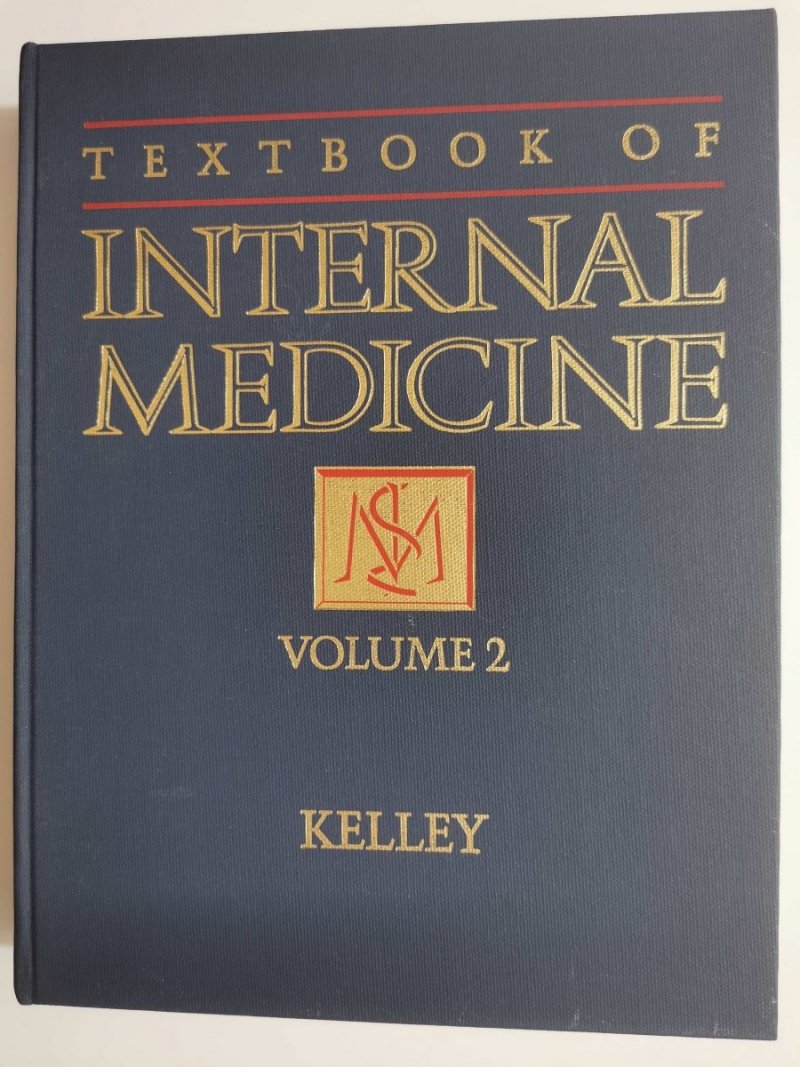 TEXTBOOK OF
INTERNAL
MEDICINE
VOLUME 2
KELLEY